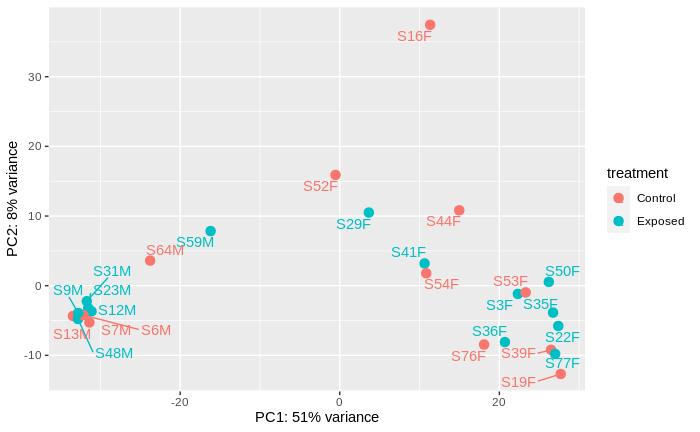 S16F
30
20
S52F
10
S29F
S44F
S59M
S64M
S41F
S31M
S50F
S54F
S53F
0
S9M
S23M
S3F
S35F
S12M
S13M
S7M
S6M
S36F
S22F
S48M
S76F
S39F
-10
S77F
S19F
-20
0
20
PC1: 51% variance
PC2: 8% variance
treatment
Control
Exposed